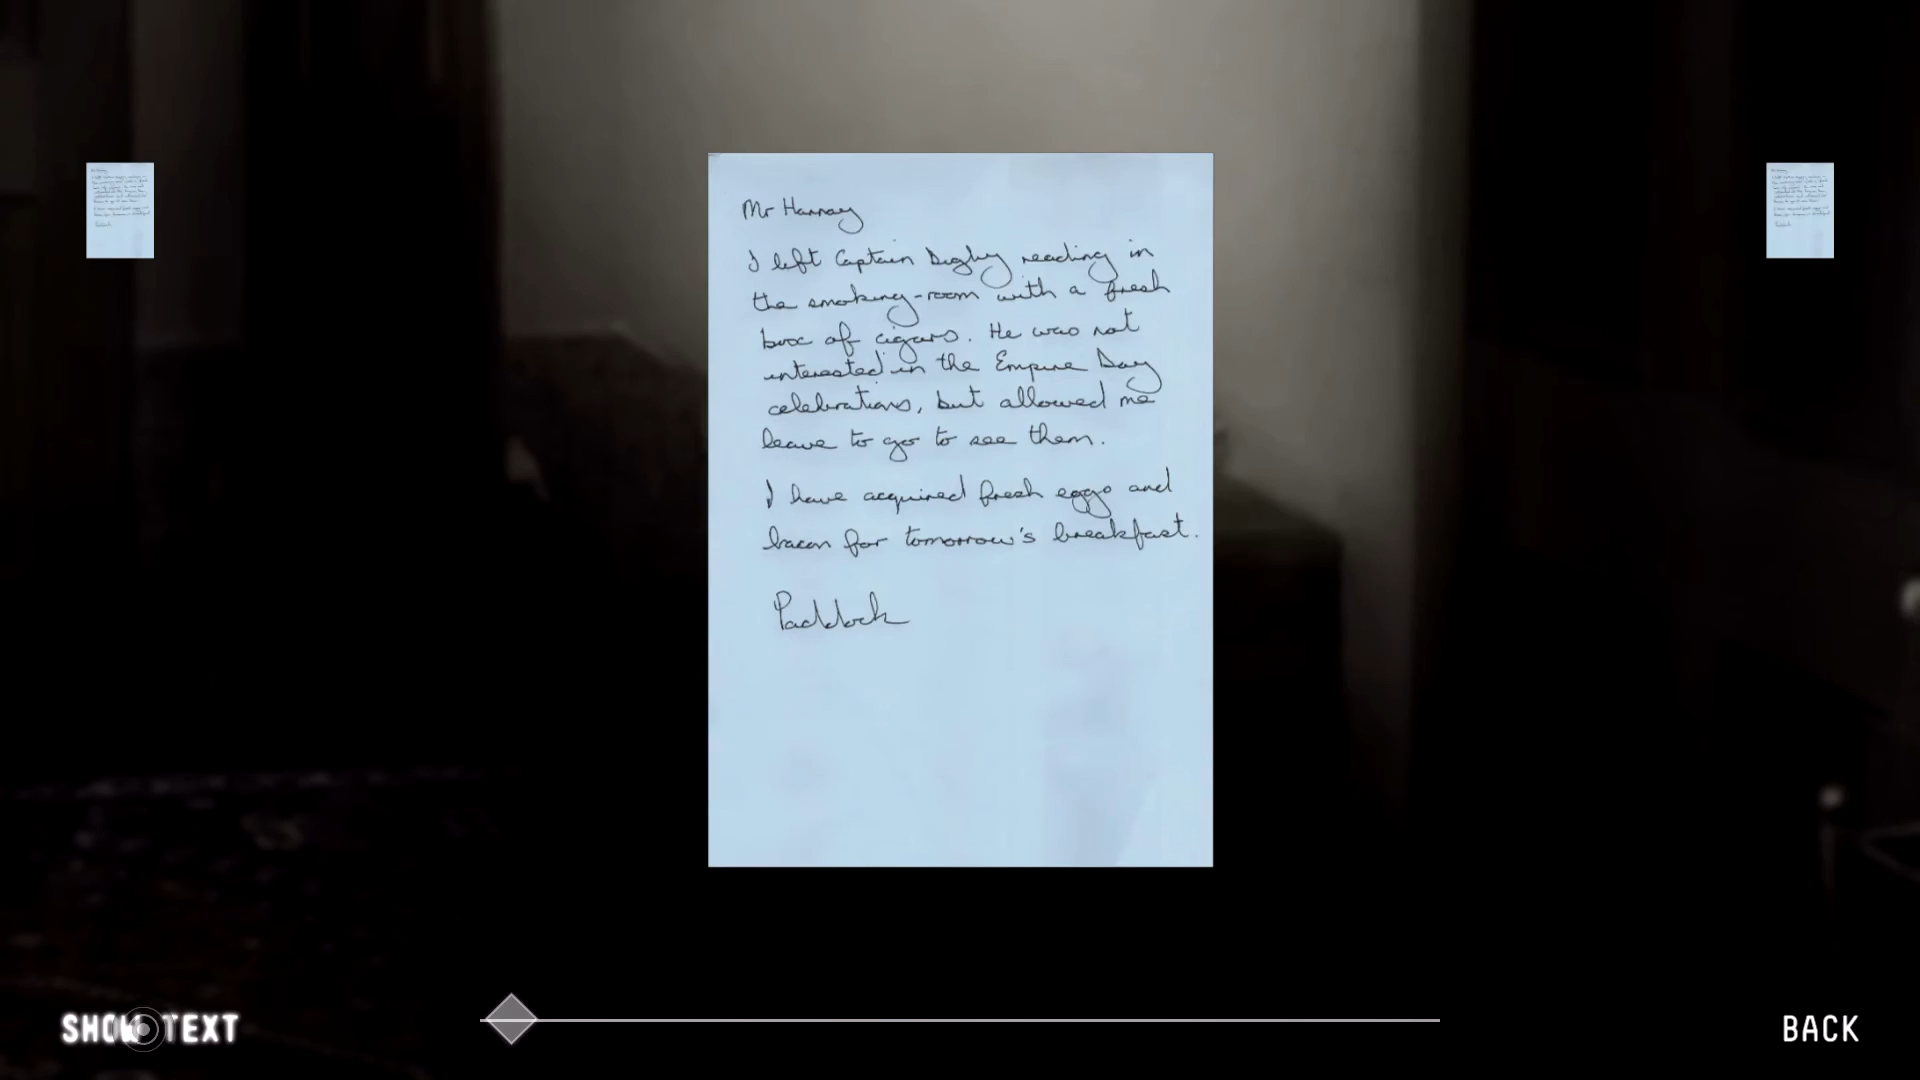 Mr Hannay
I left Captain Digby reading in
the smoking-room with a fresh
box of cigars. He was not
interested in the Empire Day
celebrations, but allowed me
leave to go to see them.
I have acquired fresh eggs and
bacon for tomorrow's breakfast.
Paddock
SHOW TEXT
BACK